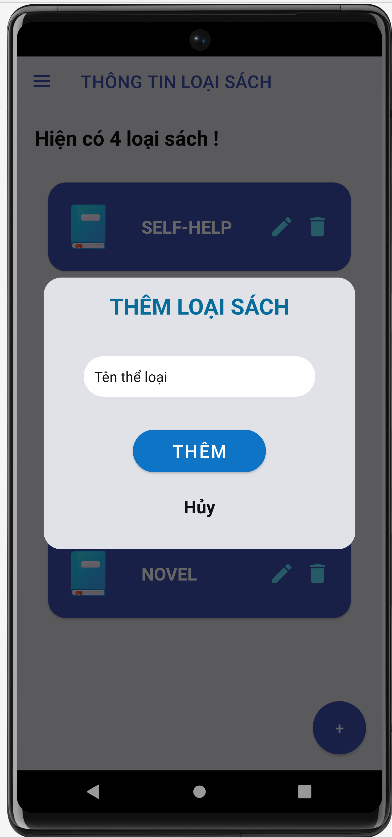 THÔNG TIN LOẠI SÁCH
Hiện có 4 loại sách !
SELF-HELP
THÊM LOẠI SÁCH
Tên thể loại
THÊM
Hủy
NOVEL
+